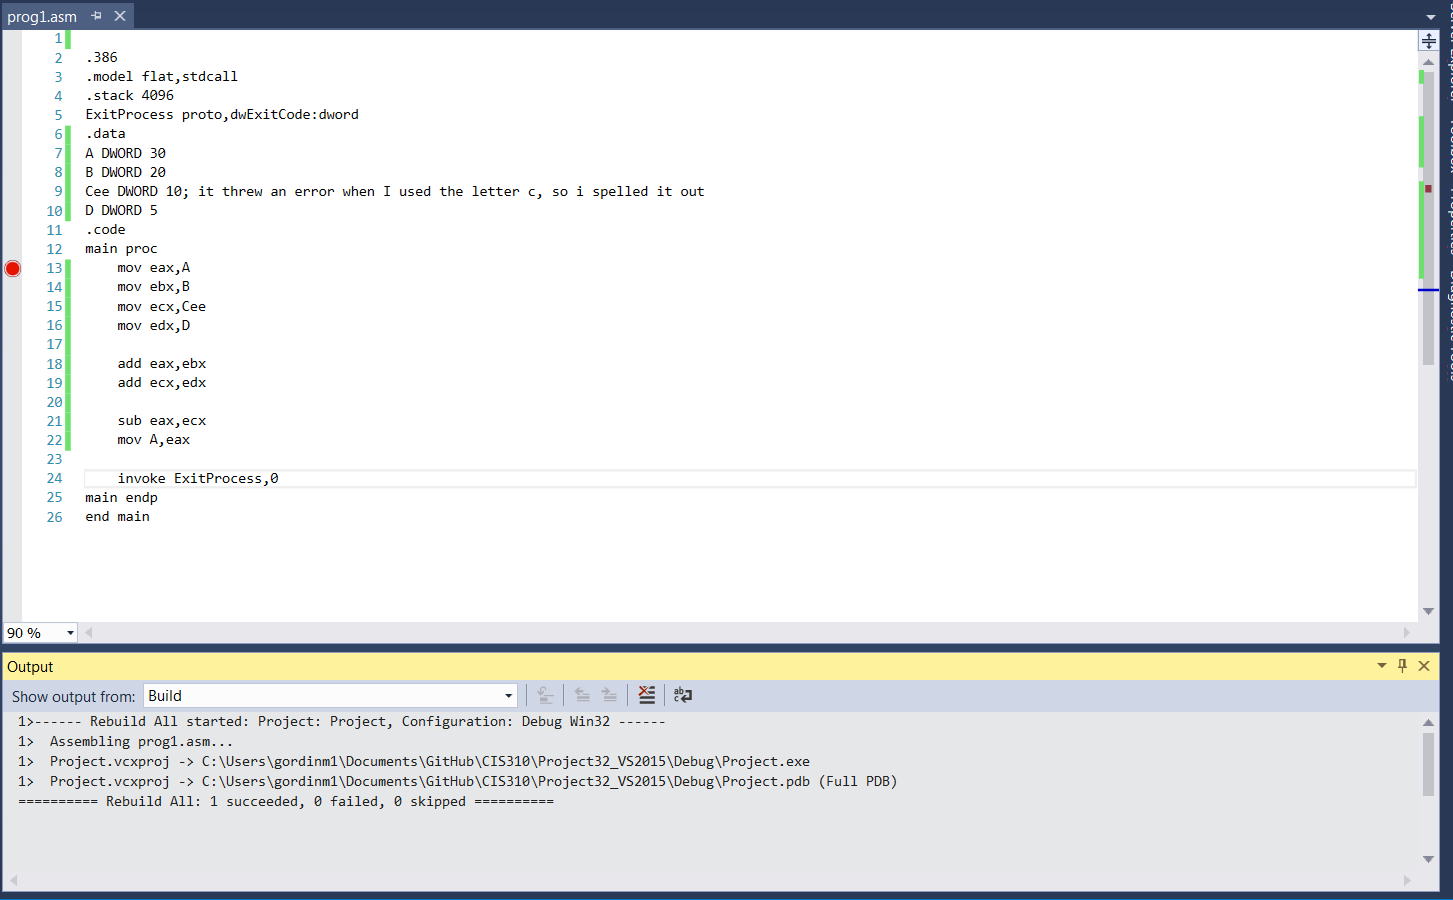 prog1.asm
1
2 .386
3 .model flat,stdcall
4 .stack 4096
5 ExitProcess proto,dwExitCode:dword
6 .data
7 A DWORD 30
8 B DWORD 20
9 Cee DWORD 10; it threw an error when I used the letter c, so i spelled it out
10 D DWORD 5
11 .code
12 main proc
13 mov eax,A
14 mov ebx,B
15 mov ecx,Cee
16 mov edx,D
17
18 add eax,ebx
19 add ecx,edx
20
21 sub eax,ecx
22 mov A,eax
23
24 invoke ExitProcess,0
25 main endp
26 end main
90 %
Output
Show output from: Build
1>------ Rebuild All started: Project: Project, Configuration: Debug Win32 ------
1> Assembling prog1.asm...
1> Project.vcxproj -> C:\Users\gordinm1\Documents\GitHub\CIS310\Project32_VS2015\Debug\Project.exe
1> Project.vcxproj -> C:\Users\gordinm1\Documents\GitHub\CIS310\Project32_VS2015\Debug\Project.pdb (Full PDB)
========== Rebuild All: 1 succeeded, 0 failed, 0 skipped ==========